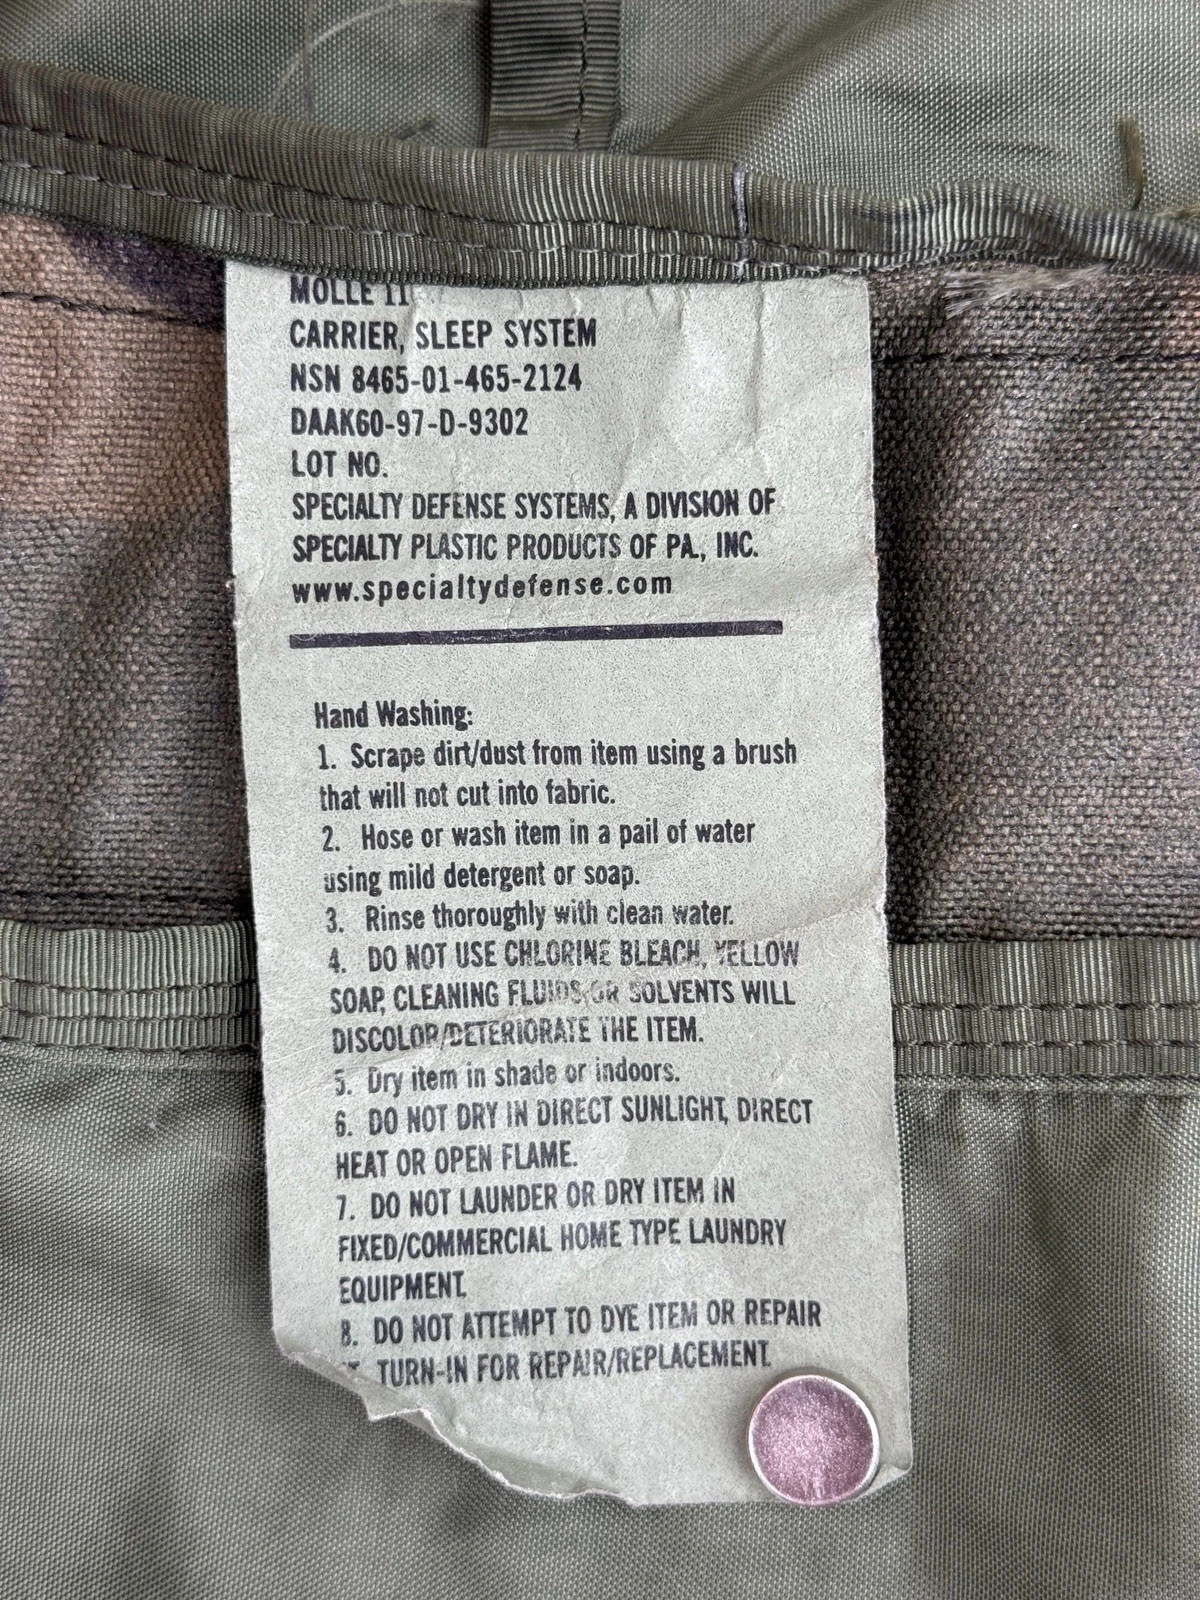 MOLLE II
CARRIER, SLEEP SYSTEM
NSN 8465-01-465-2124
DAAK60-97-D-9302
LOT NO.
SPECIALTY DEFENSE SYSTEMS, A DIVISION OF
SPECIALTY PLASTIC PRODUCTS OF PA., INC.
www.specialtydefense.com
Hand Washing:
1. Scrape dirt/dust from item using a brush
that will not cut into fabric.
2. Hose or wash item in a pail of water
using mild detergent or soap.
3. Rinse thoroughly with clean water.
4. DO NOT USE CHLORINE BLEACH, YELLOW
SOAP, CLEANING FLUIDS OR SOLVENTS WILL
DISCOLOR/DETERIORATE THE ITEM.
5. Dry item in shade or indoors.
6. DO NOT DRY IN DIRECT SUNLIGHT, DIRECT
HEAT OR OPEN FLAME.
7. DO NOT LAUNDER OR DRY ITEM IN
FIXED/COMMERCIAL HOME TYPE LAUNDRY
EQUIPMENT.
8. DO NOT ATTEMPT TO DYE ITEM OR REPAIR
TURN-IN FOR REPAIR/REPLACEMENT.